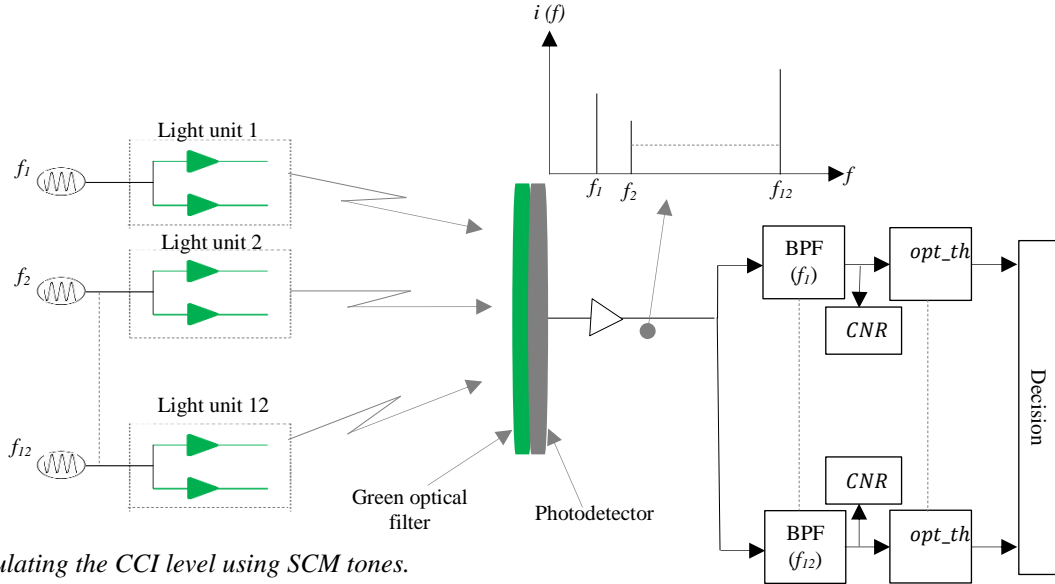 i (f)
f
f1
f2
f12
Light unit 1
f1
Light unit 2
f2
Light unit 12
f12
Green optical
filter
Photodetector
BPF
(f1)
opt_th
CNR
CNR
BPF
(f12)
opt_th
Decision
ulating the CCI level using SCM tones.